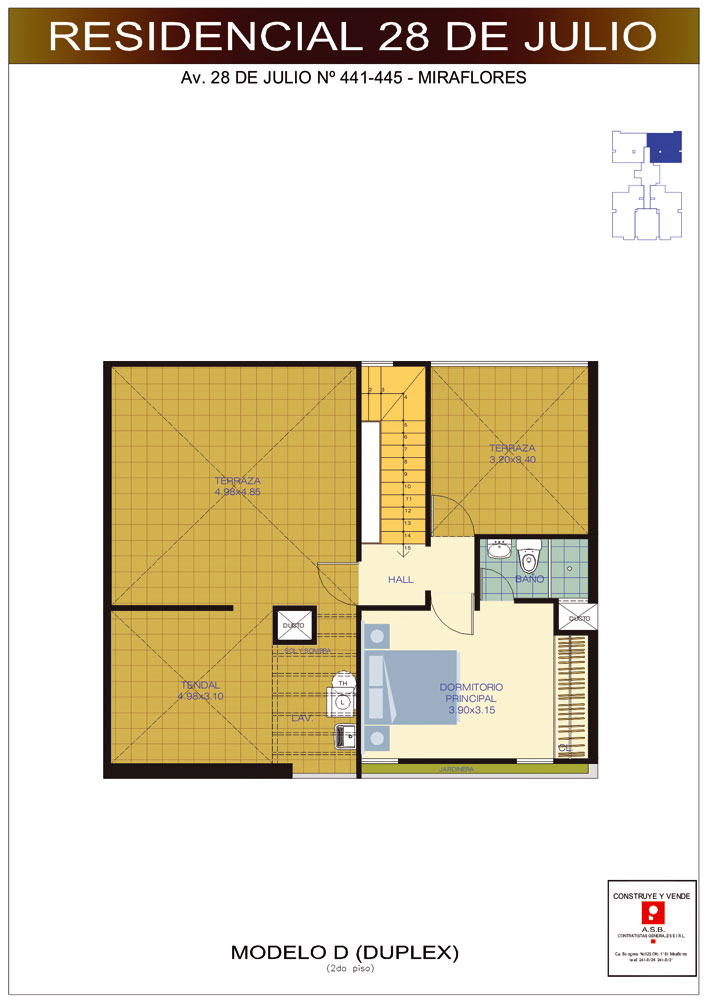 RESIDENCIAL 28 DE JULIO
Av. 28 DE JULIO Nº 441-445 - MIRAFLORES
2 3
4
5
6
7
8
9
10
11
12
13
14
15
TERRAZA
3.20x3.40
TERRAZA
4.98x4.85
HALL
BAÑO
DUCTO
DUCTO
SOL Y SOMBRA
TENDAL
4.98x3.10
TH
L
LAV.
DORMITORIO
PRINCIPAL
3.90x3.15
CL
JARDINERA
CONSTRUYE Y VENDE
A.S.B.
CONTRATISTAS GENERALES E.I.R.L.
MODELO D (DUPLEX)
(2do piso)